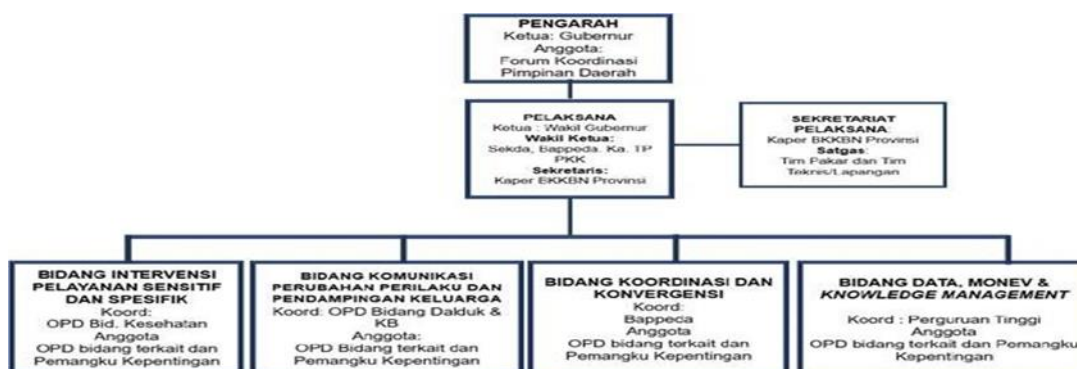 PENGARAH
Ketua: Gubernur
Anggota:
Forum Koordinasi
Pimpinan Daerah
PELAKSANA
Ketua : Wakil Gubernur
Wakil Ketua:
Sekda, Bappeda. Ka. TP
PKK
Sekretaris:
Kaper BKKBN Provinsi
SEKRETARIAT
PELAKSANA:
Kaper BKKBN Provinsi
Satgas:
Tim Pakar dan Tim
Teknis/Lapangan
BIDANG INTERVENSI
PELAYANAN SENSITIF
DAN SPESIFIK
Koord:
OPD Bid. Kesehatan
Anggota
OPD bidang terkait dan
Pemangku Kepentingan
BIDANG KOMUNIKASI
PERUBAHAN PERILAKU DAN
PENDAMPINGAN KELUARGA
Koord: OPD Bidang Dalduk &
KB
Anggota:
OPD Bidang terkait dan
Pemangku Kepentingan
BIDANG KOORDINASI DAN
KONVERGENSI
Koord:
Bappeda
Anggota
OPD bidang terkait dan
Pemangku Kepentingan
BIDANG DATA, MONEV &
KNOWLEDGE MANAGEMENT
Koord : Perguruan Tinggi
Anggota
OPD bidang terkait dan Pemangku
Kepentingan